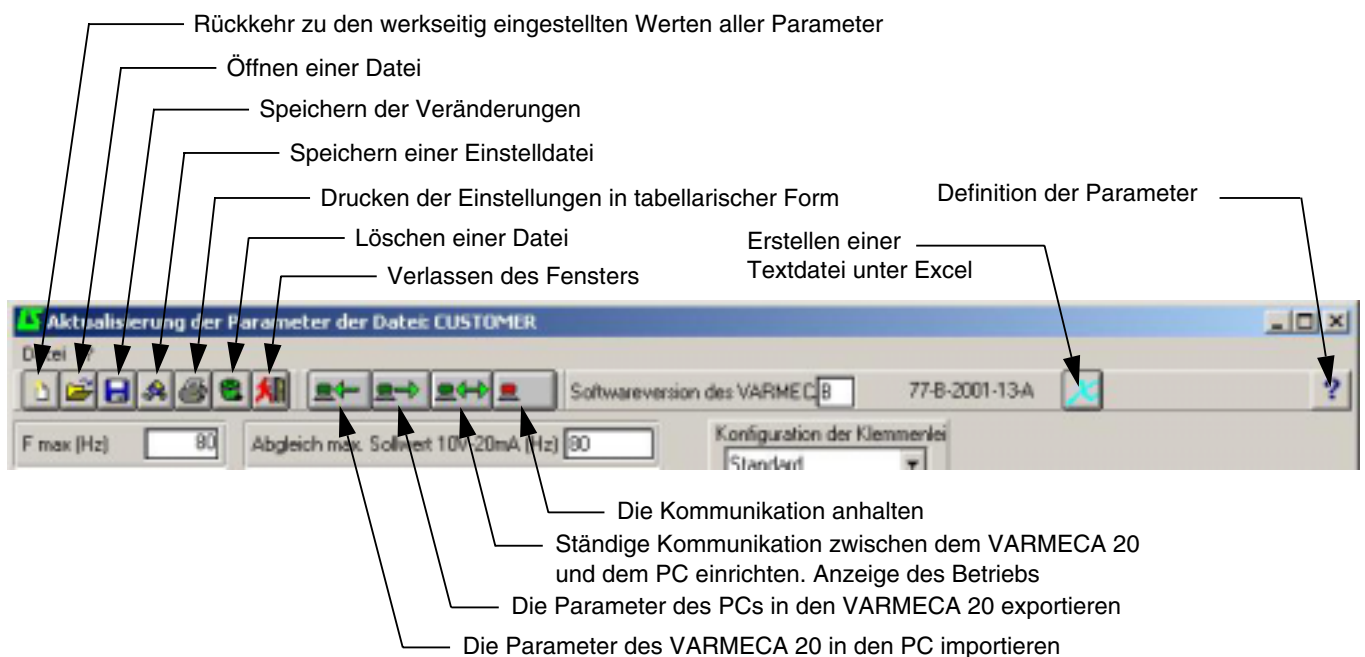 Rückkehr zu den werkseitig eingestellten Werten aller Parameter
Öffnen einer Datei
Speichern der Veränderungen
Speichern einer Einstelldatei
Drucken der Einstellungen in tabellarischer Form
Definition der Parameter
Löschen einer Datei
Erstellen einer
Textdatei unter Excel
Verlassen des Fensters
Aktualisierung der Parameter der Datei: CUSTOMER
Datei ?
Softwareversion des VARMEC 8 77-B-2001-13-A
?
F max (Hz) 80 Abgleich max. Sollwert 10V-20mA (Hz) 80
Konfiguration der Klemmenlei
Standard
Die Kommunikation anhalten
Ständige Kommunikation zwischen dem VARMECA 20
und dem PC einrichten. Anzeige des Betriebs
Die Parameter des PCs in den VARMECA 20 exportieren
Die Parameter des VARMECA 20 in den PC importieren